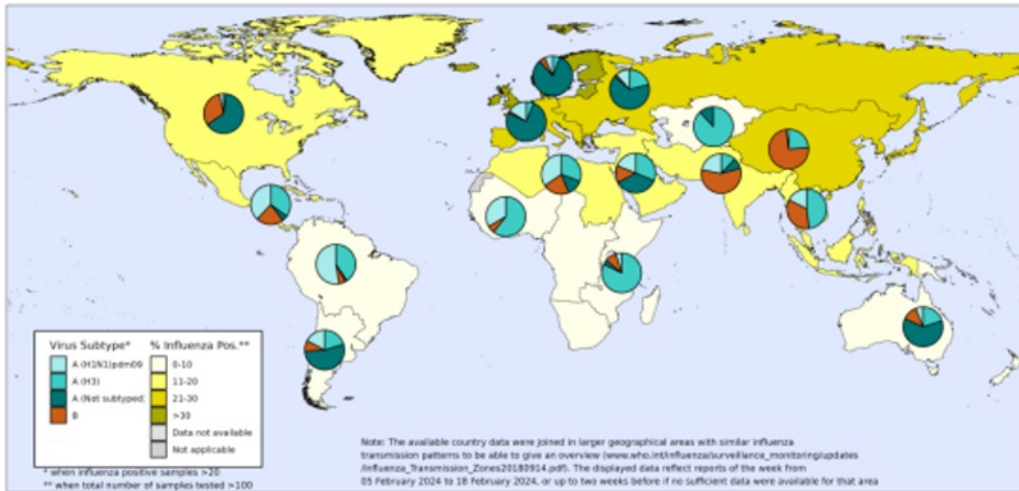 Virus Subtype*
A (H1N1)pdm09
A (H3)
A (Not subtyped)
B
% Influenza Pos.**
0-10
11-20
21-30
>30
Data not available
Not applicable
* when influenza positive samples >20
** when total number of samples tested >100
Note: The available country data were joined in larger geographical areas with similar influenza
transmission patterns to be able to give an overview (www.who.int/influenza/surveillance_monitoring/updates
/Influenza_Transmission_Zones20180914.pdf). The displayed data reflect reports of the week from
05 February 2024 to 18 February 2024, or up to two weeks before if no sufficient data were available for that area